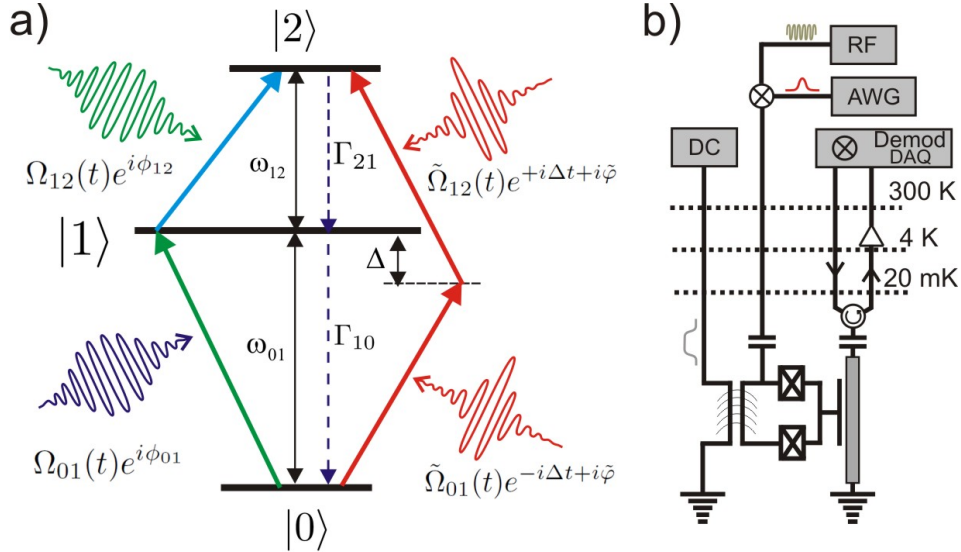 a)
|2⟩
Ω₁₂(t)e^{iϕ₁₂}
ω₁₂
Γ₂₁
Ω̃₁₂(t)e^{+iΔt+iφ̃}
|1⟩
Δ
ω₀₁
Γ₁₀
Ω₀₁(t)e^{iϕ₀₁}
Ω̃₀₁(t)e^{-iΔt+iφ̃}
|0⟩
b)
RF
AWG
DC
Demod
DAQ
300 K
4 K
20 mK